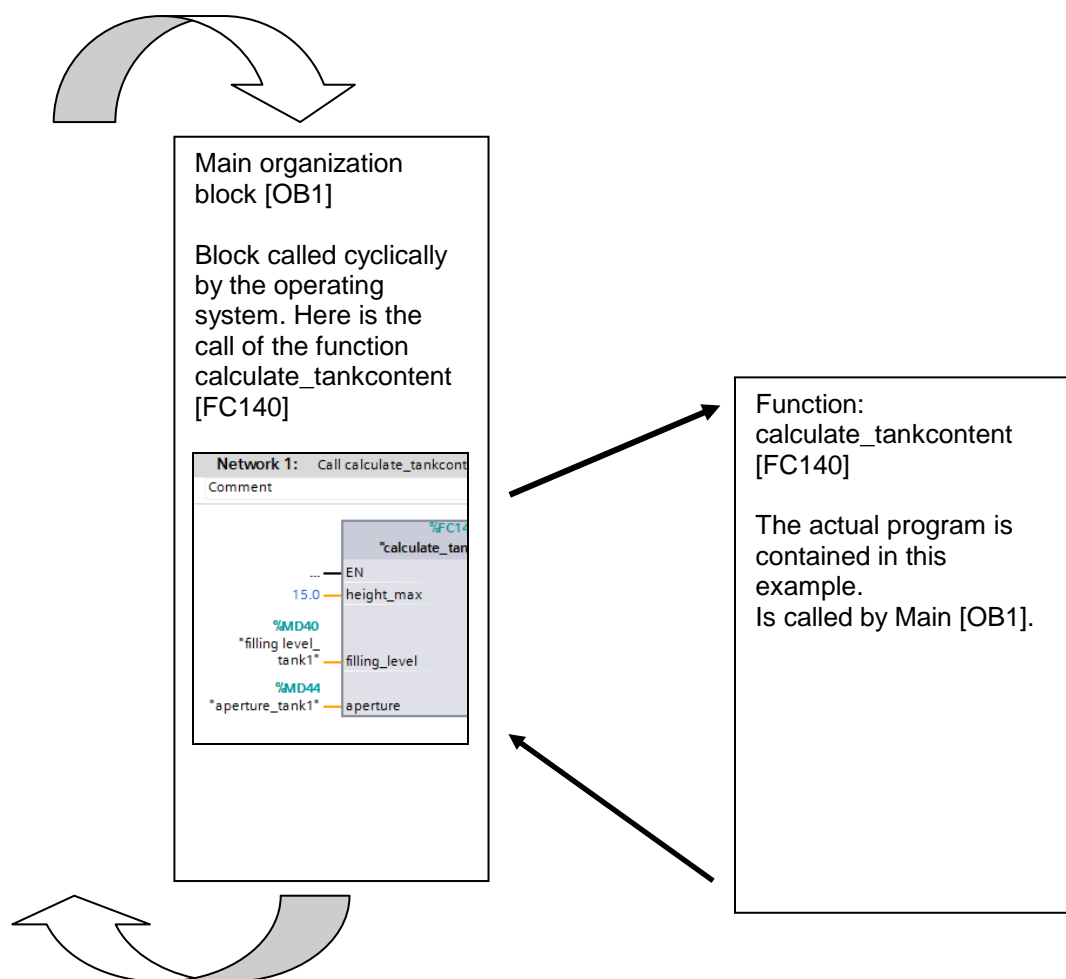 Main organization
block [OB1]
Block called cyclically
by the operating
system. Here is the
call of the function
calculate_tankcontent
[FC140]
Network 1: Call calculate_tankcont
Comment
%FC14
"calculate_tan
... EN
15.0 height_max
%MD40
"filling level_
tank1" filling_level
%MD44
"aperture_tank1" aperture
Function:
calculate_tankcontent
[FC140]
The actual program is
contained in this
example.
Is called by Main [OB1].